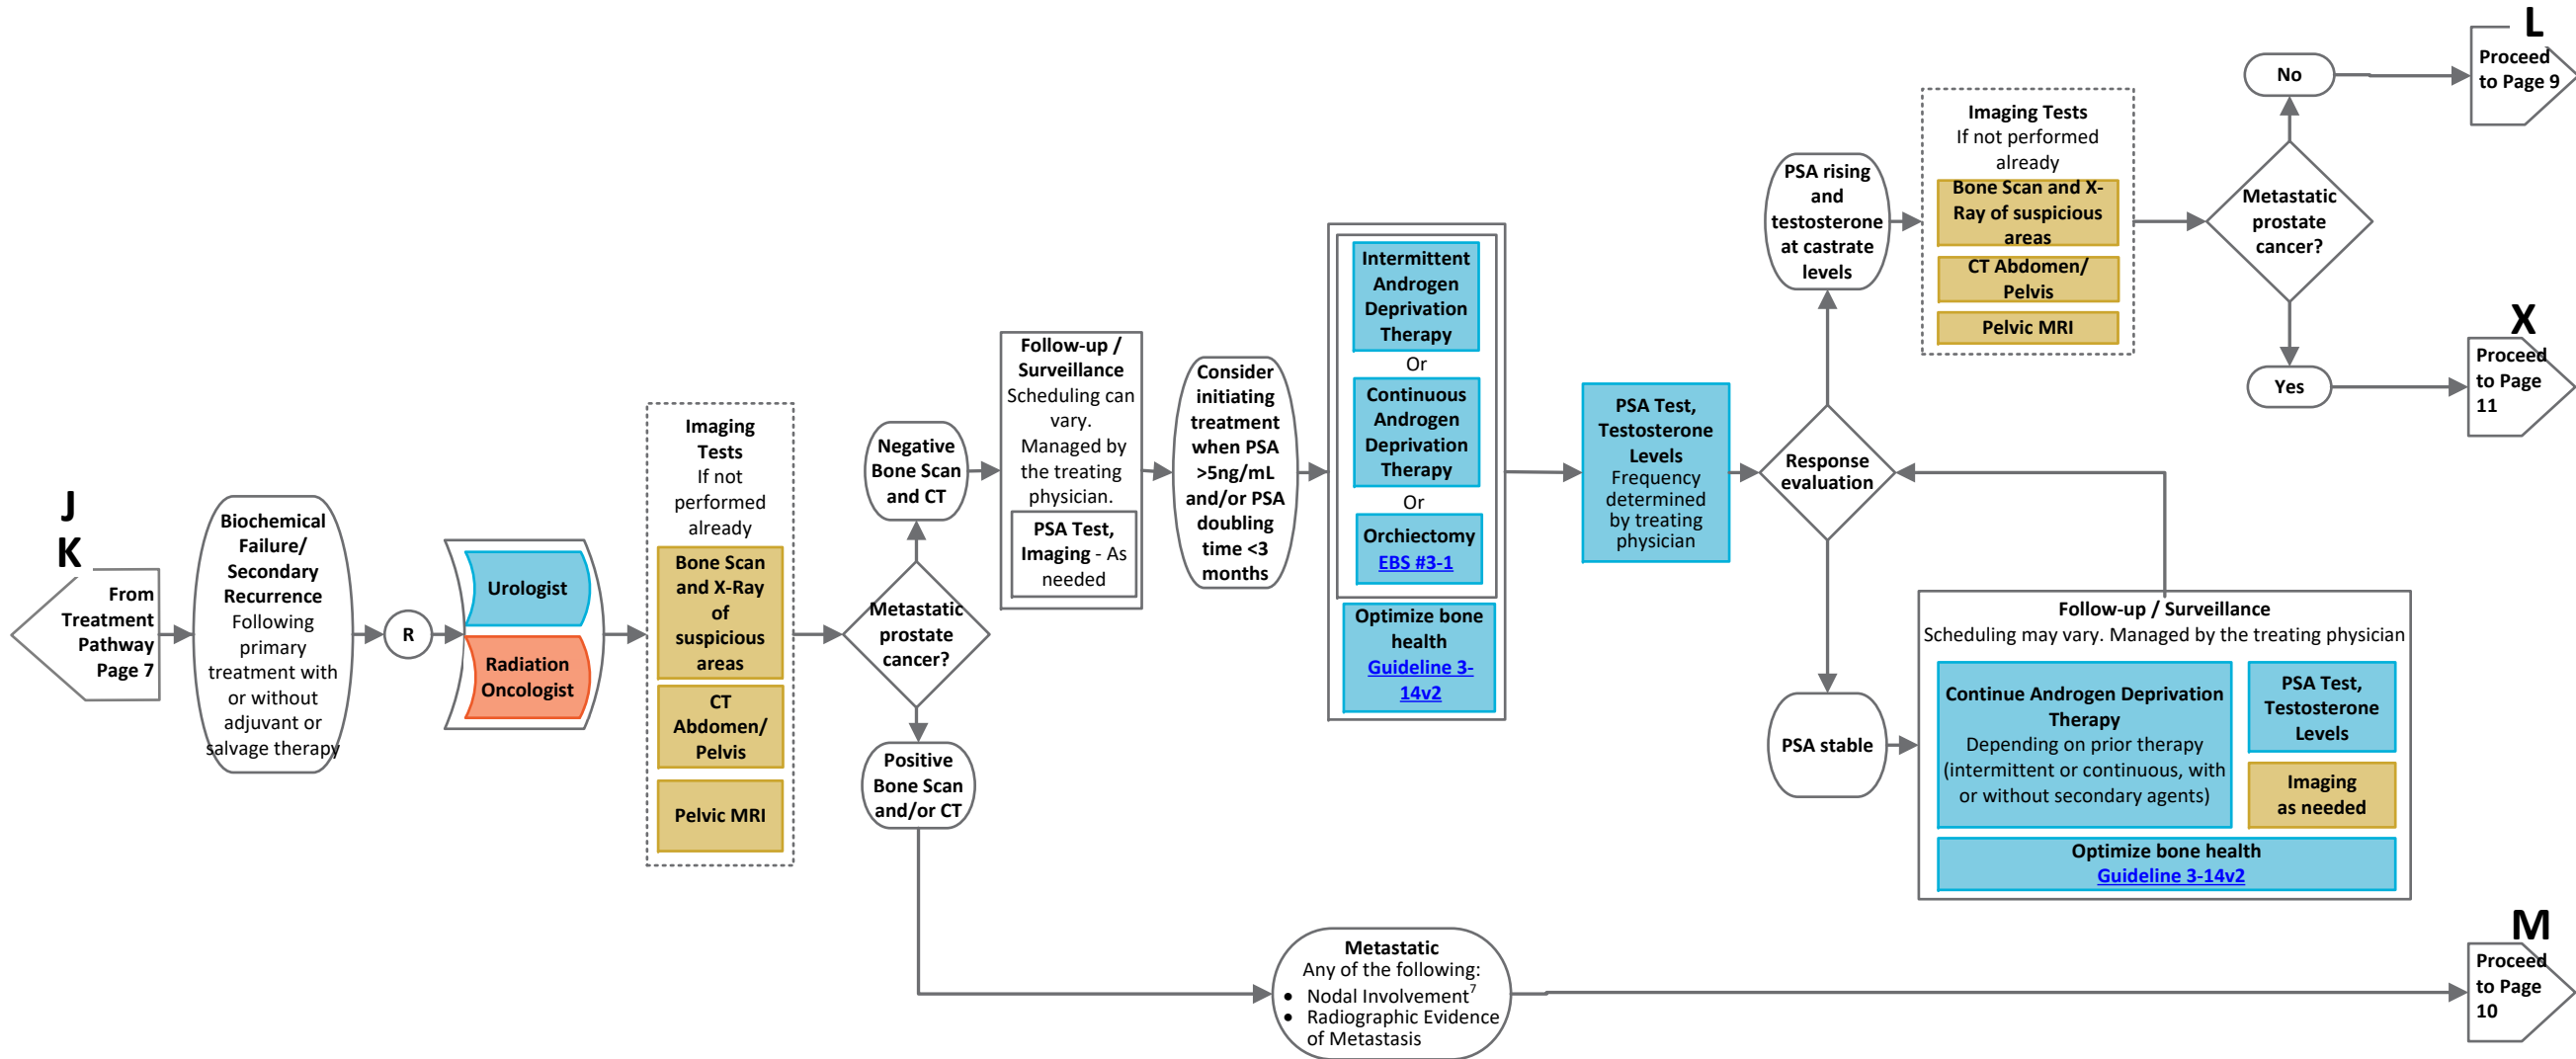 J
K
From
Treatment
Pathway
Page 7
Biochemical
Failure/
Secondary
Recurrence
Following
primary
treatment with
or without
adjuvant or
salvage therapy
R
Urologist
Radiation
Oncologist
Imaging
Tests
If not
performed
already
Bone Scan
and X-Ray
of
suspicious
areas
CT
Abdomen/
Pelvis
Pelvic MRI
Metastatic
prostate
cancer?
Negative
Bone Scan
and CT
Positive
Bone Scan
and/or CT
Follow-up /
Surveillance
Scheduling can
vary.
Managed by
the treating
physician.
PSA Test,
Imaging - As
needed
Consider
initiating
treatment
when PSA
>5ng/mL
and/or PSA
doubling
time <3
months
Intermittent
Androgen
Deprivation
Therapy
Or
Continuous
Androgen
Deprivation
Therapy
Or
Orchiectomy
EBS #3-1
Optimize bone
health
Guideline 3-
14v2
PSA Test,
Testosterone
Levels
Frequency
determined
by treating
physician
Response
evaluation
PSA rising
and
testosterone
at castrate
levels
Imaging Tests
If not performed
already
Bone Scan and X-
Ray of suspicious
areas
CT Abdomen/
Pelvis
Pelvic MRI
Metastatic
prostate
cancer?
No
L
Proceed
to Page 9
Yes
X
Proceed
to Page
11
PSA stable
Follow-up / Surveillance
Scheduling may vary. Managed by the treating physician
Continue Androgen Deprivation
Therapy
Depending on prior therapy
(intermittent or continuous, with
or without secondary agents)
PSA Test,
Testosterone
Levels
Imaging
as needed
Optimize bone health
Guideline 3-14v2
Metastatic
Any of the following:
• Nodal Involvement7
• Radiographic Evidence
of Metastasis
M
Proceed
to Page
10